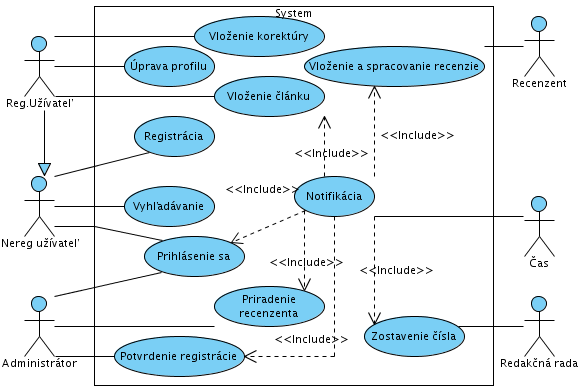 System
Vloženie korektúry
Úprava profilu
Vloženie a spracovanie recenzie
Vloženie článku
Reg.Užívateľ
Recenzent
Registrácia
<<Include>>
<<Include>>
<<Include>>
Notifikácia
Vyhľadávanie
Nereg užívateľ
Prihlásenie sa
Čas
<<Include>>
<<Include>>
Priradenie
recenzenta
<<Include>>
Zostavenie čísla
Administrátor
Potvrdenie registrácie
Redakčná rada